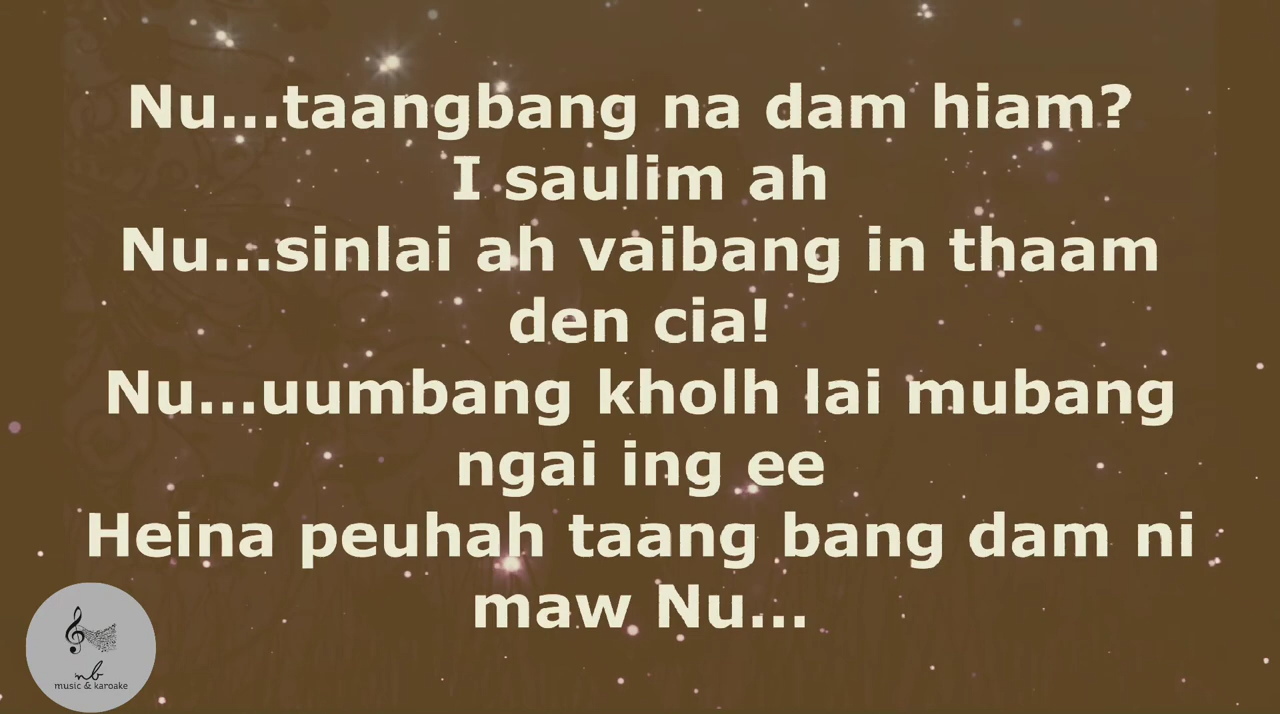 Nu...taangbang na dam hiam?
I saulim ah
Nu...sinlai ah vaibang in thaam
den cia!
Nu...uumbang kholh lai mubang
ngai ing ee
Heina peuhah taang bang dam ni
maw Nu...
nb
music & karoake